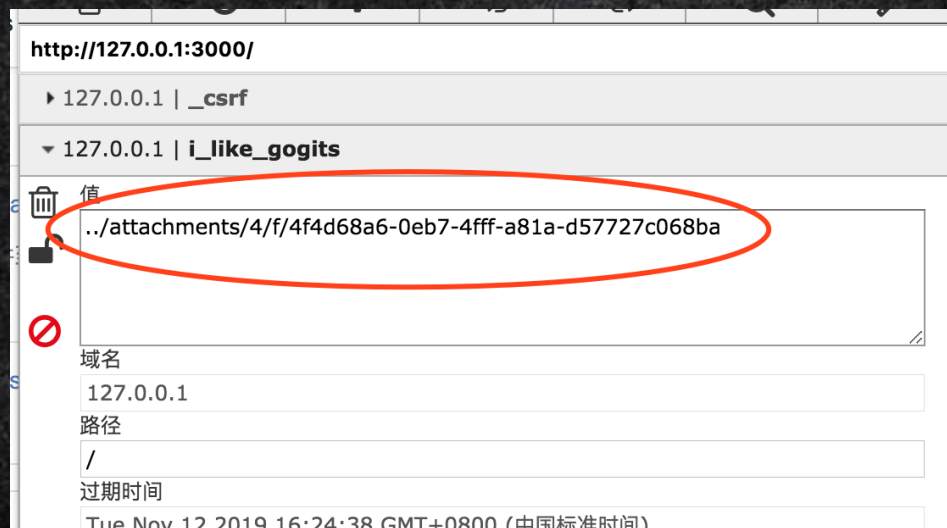 http://127.0.0.1:3000/
127.0.0.1 | _csrf
127.0.0.1 | i_like_gogits
值
../attachments/4/f/4f4d68a6-0eb7-4fff-a81a-d57727c068ba
域名
127.0.0.1
路径
/
过期时间
Tue Nov 12 2019 16:24:38 GMT+0800 (中国标准时间)